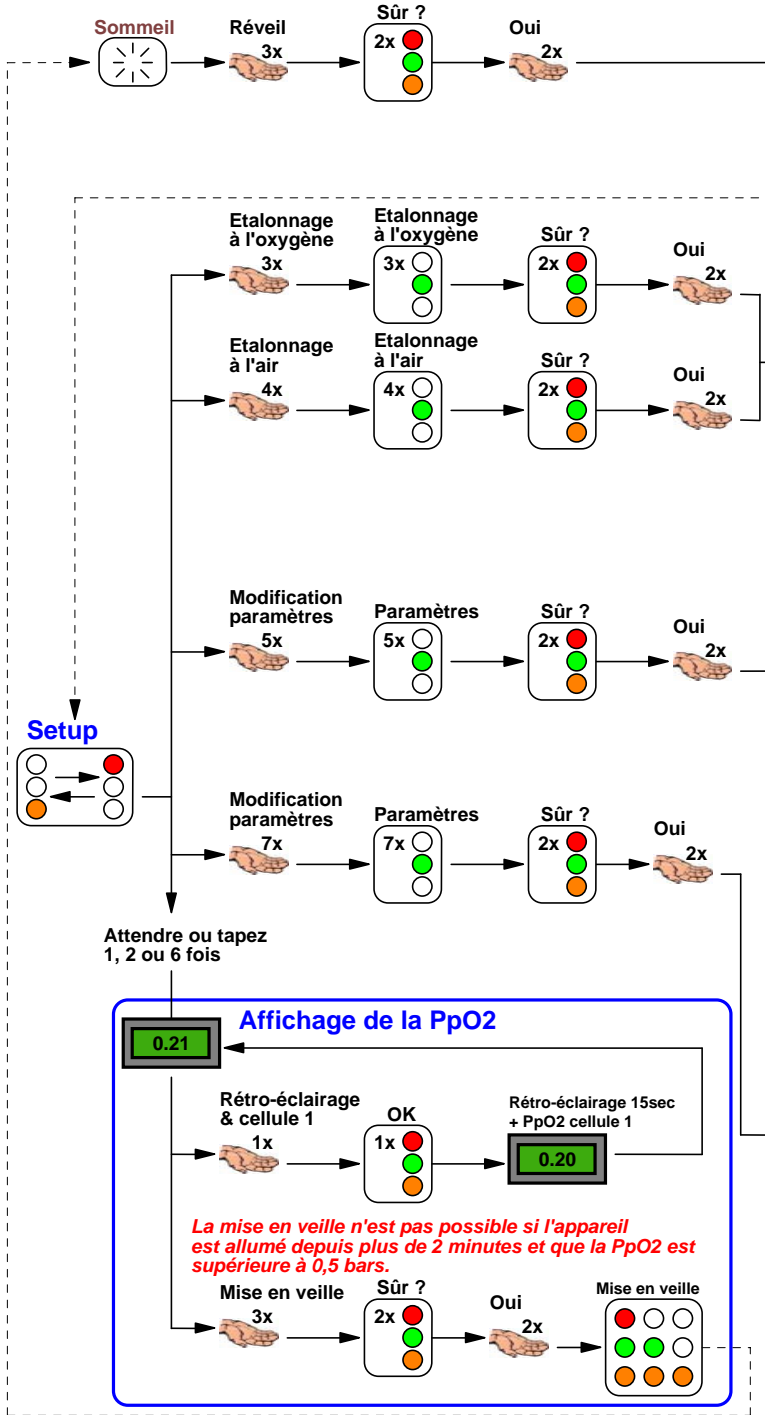 Sommeil
Réveil
3x
Sûr ?
2x
Oui
2x
Etalonnage
à l'oxygène
3x
Etalonnage
à l'oxygène
3x
Sûr ?
2x
Oui
2x
Etalonnage
à l'air
4x
Etalonnage
à l'air
4x
Sûr ?
2x
Oui
2x
Modification
paramètres
5x
Paramètres
5x
Sûr ?
2x
Oui
2x
Setup
Modification
paramètres
7x
Paramètres
7x
Sûr ?
2x
Oui
2x
Attendre ou tapez
1, 2 ou 6 fois
Affichage de la PpO2
0.21
Rétro-éclairage
& cellule 1
1x
OK
1x
Rétro-éclairage 15sec
+ PpO2 cellule 1
0.20
La mise en veille n'est pas possible si l'appareil
est allumé depuis plus de 2 minutes et que la PpO2 est
supérieure à 0,5 bars.
Mise en veille
3x
Sûr ?
2x
Oui
2x
Mise en veille